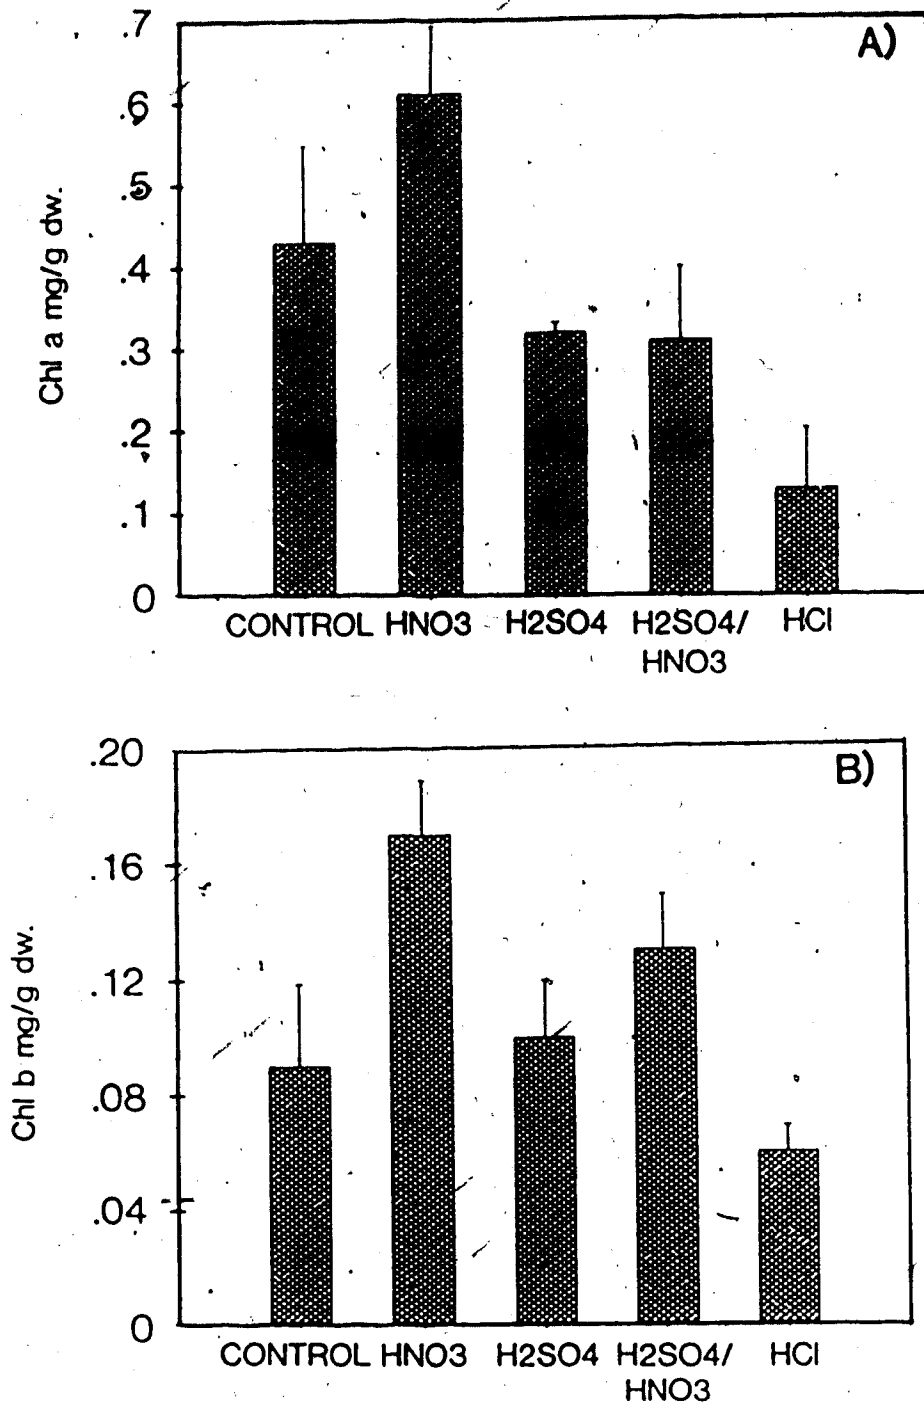 A)
Chl a mg/g dw.
.7
.6
.5
.4
.3
.2
.1
0
CONTROL HNO3 H2SO4 H2SO4/ HCl
HNO3
B)
Chl b mg/g dw.
.20
.16
.12
.08
.04
0
CONTROL HNO3 H2SO4 H2SO4/ HCl
HNO3